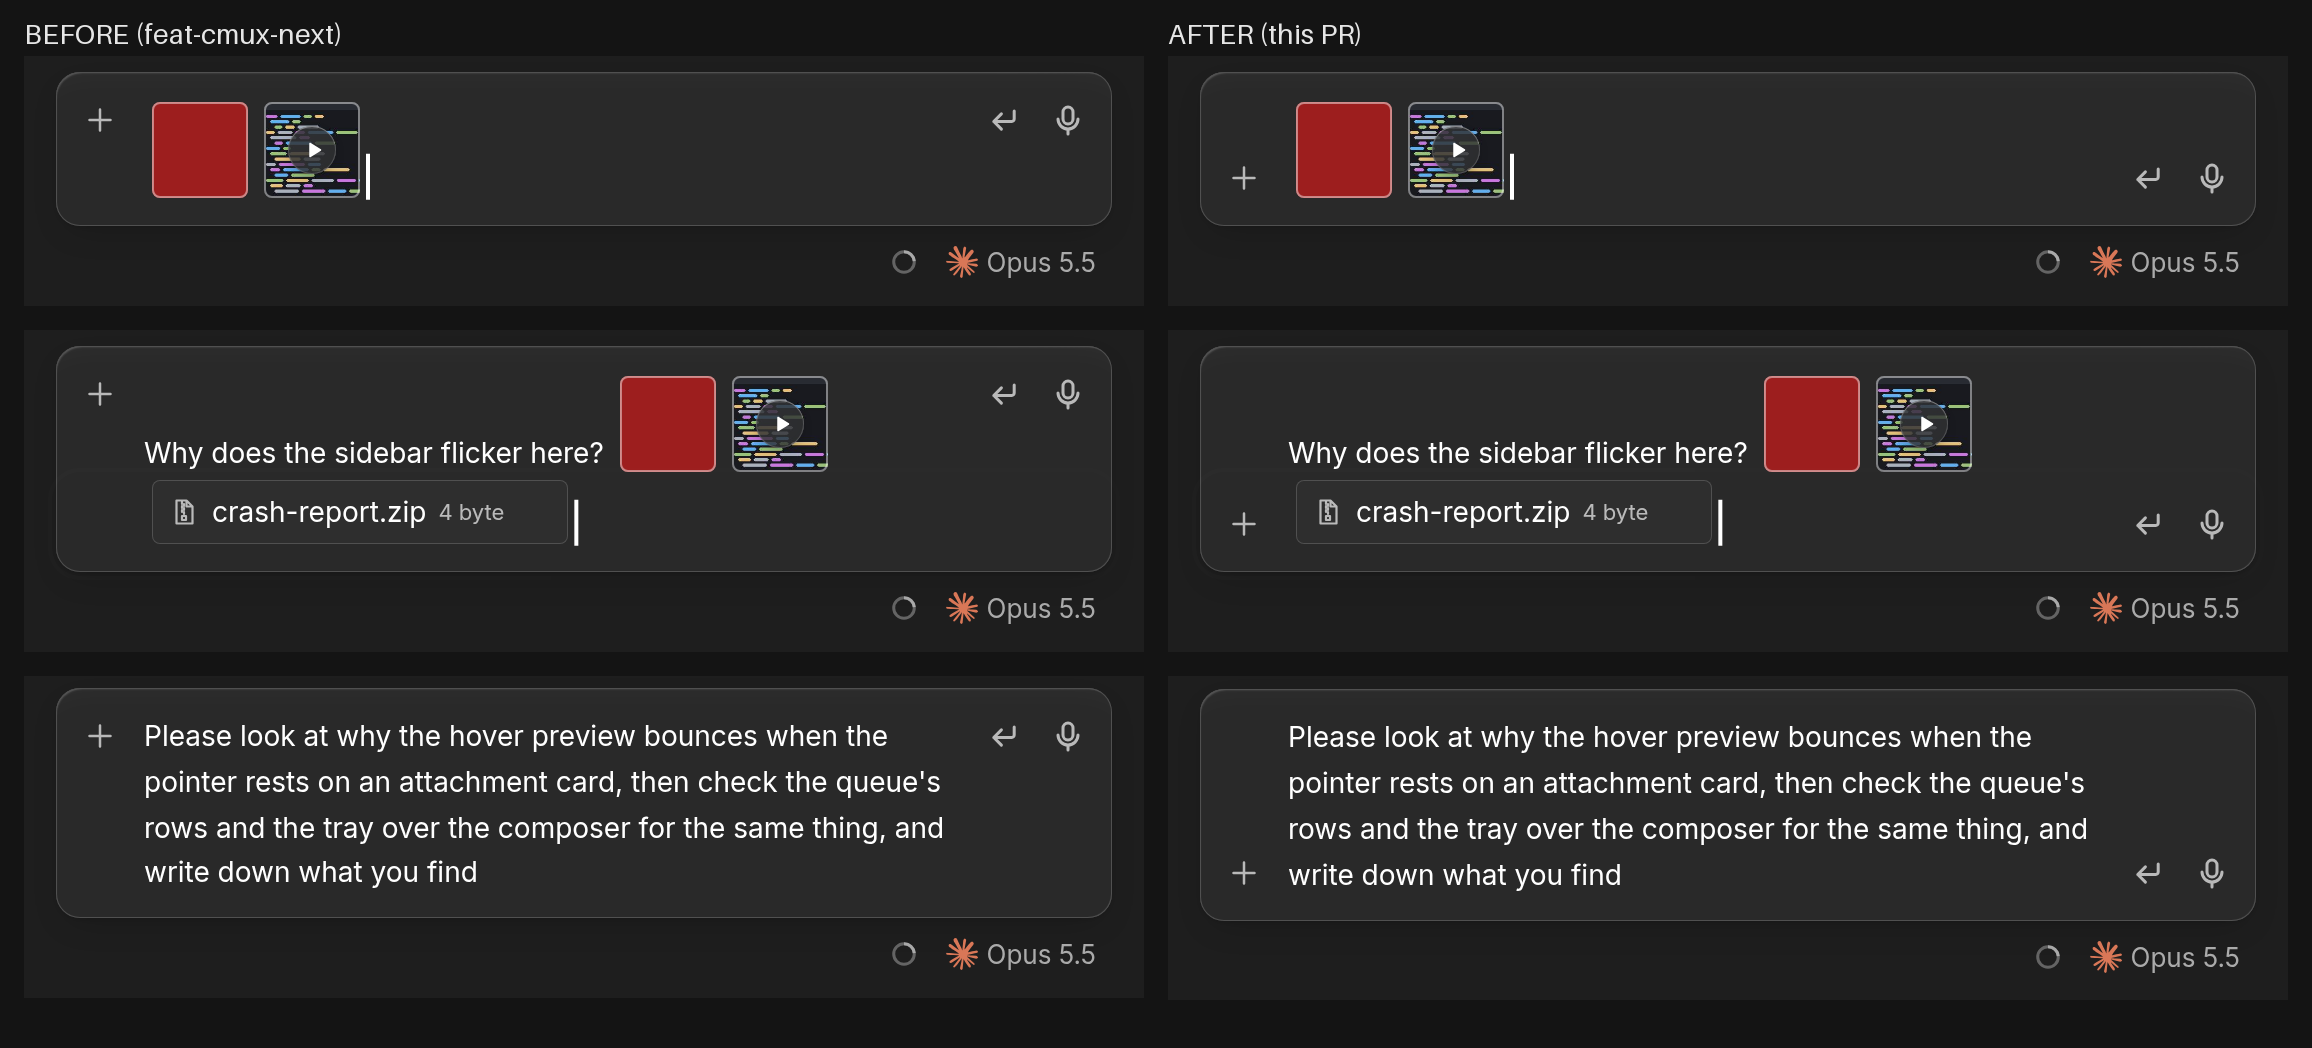 BEFORE (feat-cmux-next)
Opus 5.5
Why does the sidebar flicker here?
crash-report.zip 4 byte
Opus 5.5
Please look at why the hover preview bounces when the
pointer rests on an attachment card, then check the queue's
rows and the tray over the composer for the same thing, and
write down what you find
Opus 5.5
AFTER (this PR)
Opus 5.5
Why does the sidebar flicker here?
crash-report.zip 4 byte
Opus 5.5
Please look at why the hover preview bounces when the
pointer rests on an attachment card, then check the queue's
rows and the tray over the composer for the same thing, and
write down what you find
Opus 5.5